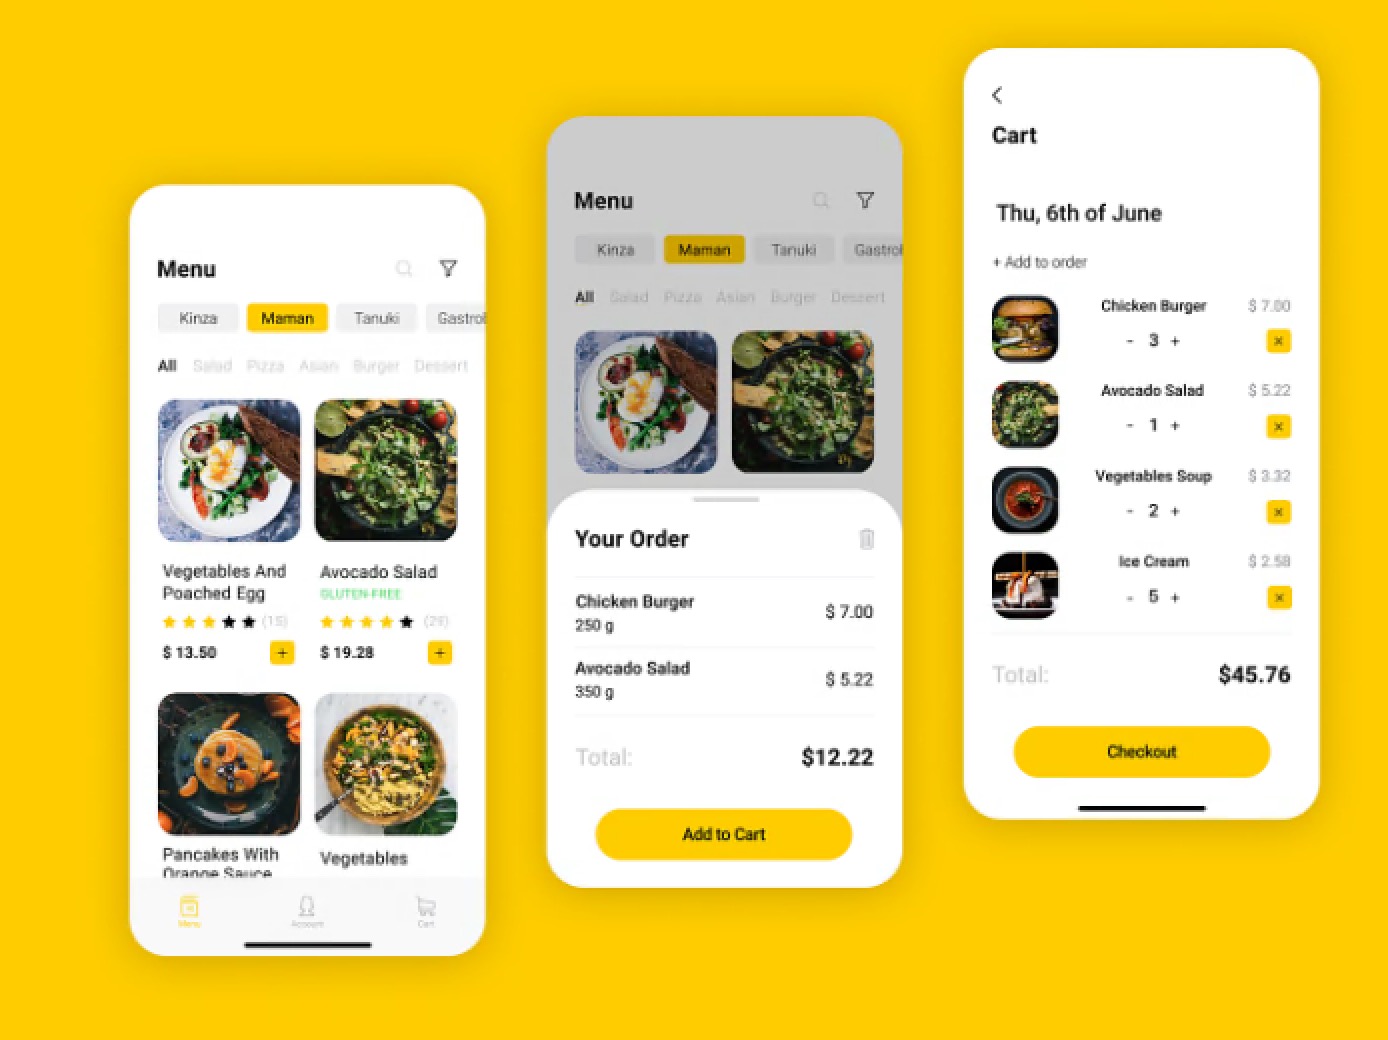 Menu
Kinza Maman Tanuki Gastrol
All Salad Pizza Asian Burger Dessert
Vegetables And
Poached Egg
(15)
$ 13.50 +
Avocado Salad
GLUTEN-FREE
(29)
$ 19.28 +
Pancakes With
Orange Sauce
Vegetables
Menu Account Cart
Menu
Kinza Maman Tanuki Gastrol
All Salad Pizza Asian Burger Dessert
Your Order
Chicken Burger $ 7.00
250 g
Avocado Salad $ 5.22
350 g
Total: $12.22
Add to Cart
Cart
Thu, 6th of June
+ Add to order
Chicken Burger $ 7.00
- 3 + ×
Avocado Salad $ 5.22
- 1 + ×
Vegetables Soup $ 3.32
- 2 + ×
Ice Cream $ 2.58
- 5 + ×
Total: $45.76
Checkout